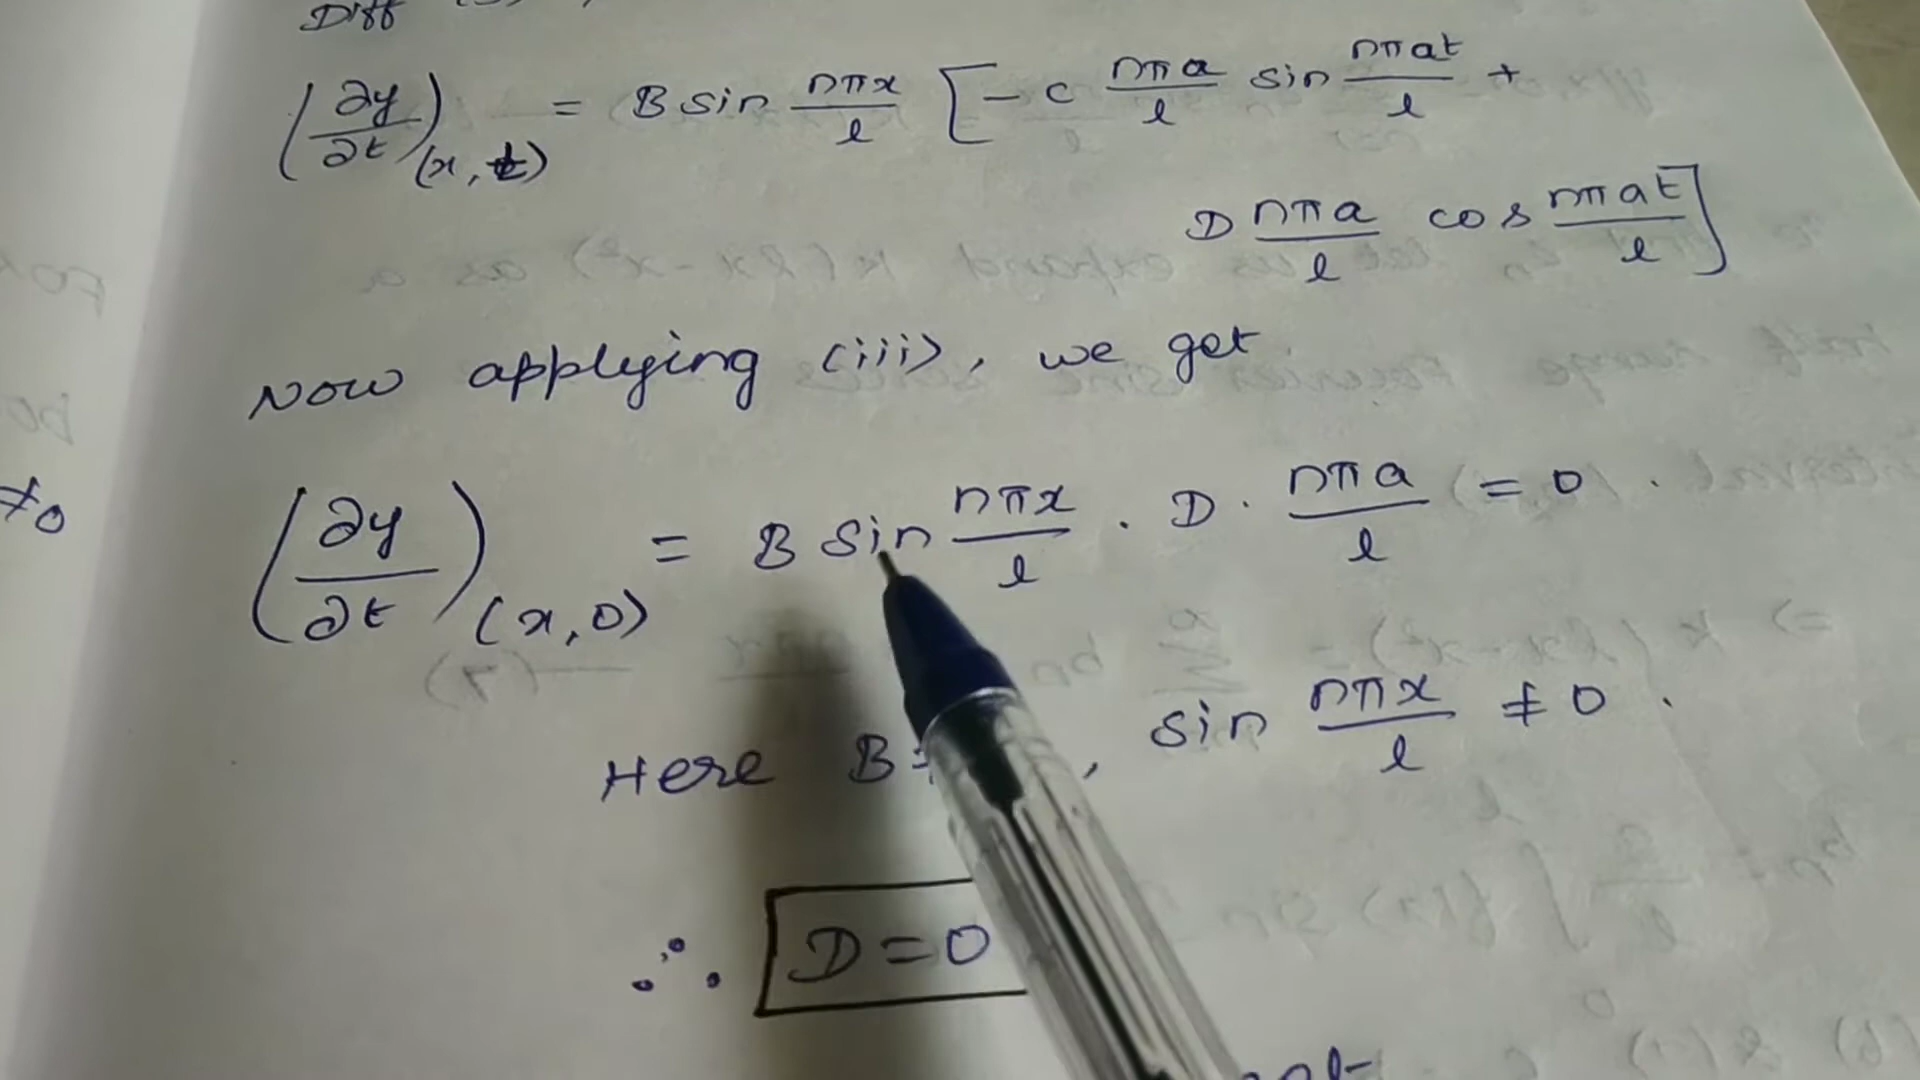 Diff
(∂y/∂t)(x,t) = B sin nπx/l [- c nπa/l sin nπat/l +
D nπa/l cos nπat/l]
Now applying (iii), we get
(∂y/∂t)(x,0) = B sin nπx/l . D . nπa/l = 0 .
≠0
Here B , sin nπx/l ≠ 0 .
∴ D = 0